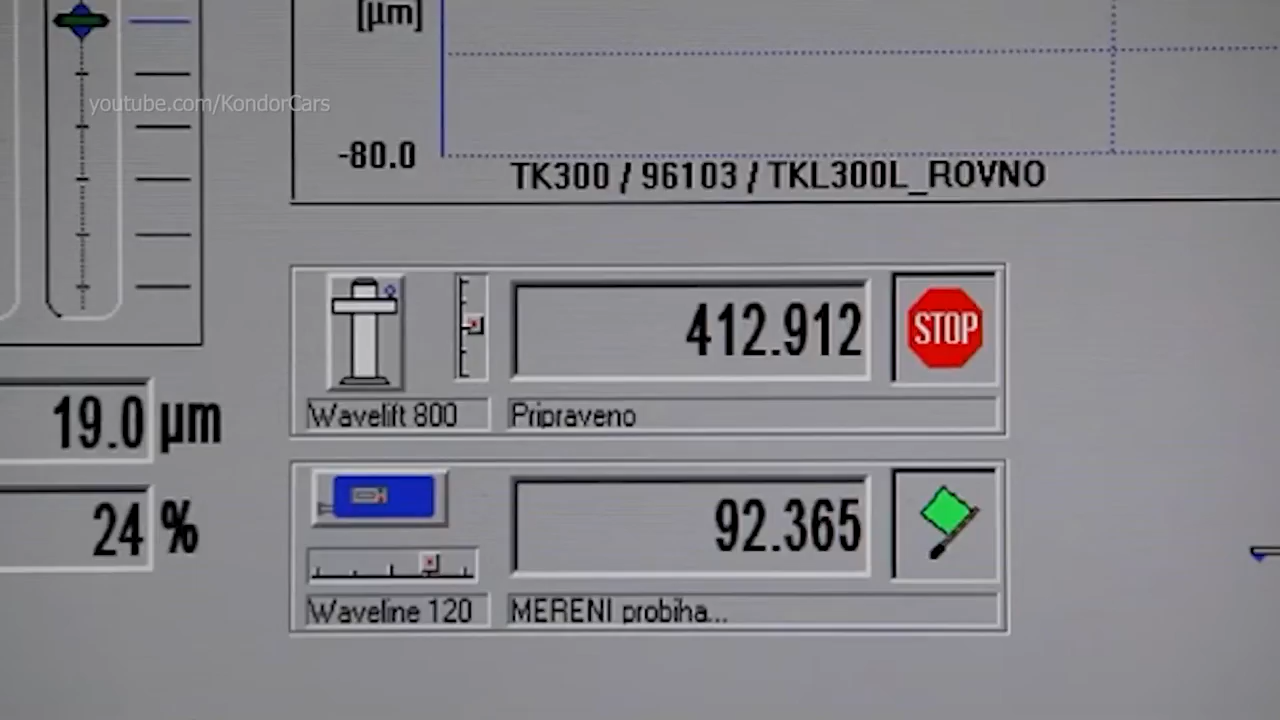 [µm]
youtube.com/KondorCars
-80.0
TK300 / 96103 / TKL300L_ROVNO
412.912
STOP
Wavelift 800
Pripraveno
19.0 µm
24 %
92.365
Waveline 120
MERENI probiha...